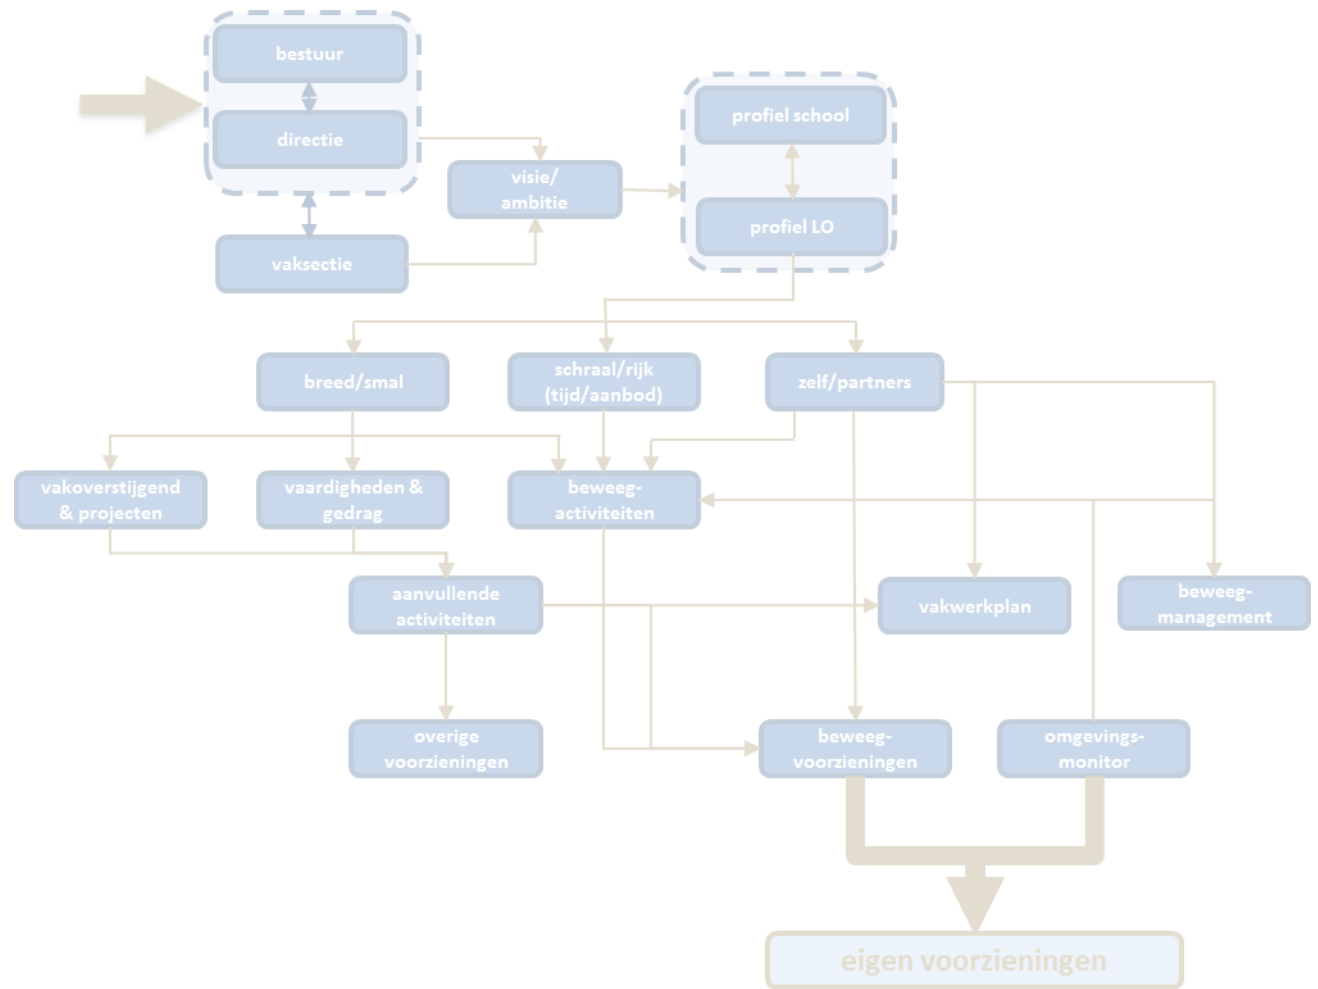 bestuur
directie
profiel school
visie/
ambitie
profiel LO
vaksectie
breed/smal
schraal/rijk
(tijd/aanbod)
zelf/partners
vakoverstijgend
& projecten
vaardigheden &
gedrag
beweeg-
activiteiten
aanvullende
activiteiten
vakwerkplan
beweeg-
management
overige
voorzieningen
beweeg-
voorzieningen
omgevings-
monitor
eigen voorzieningen